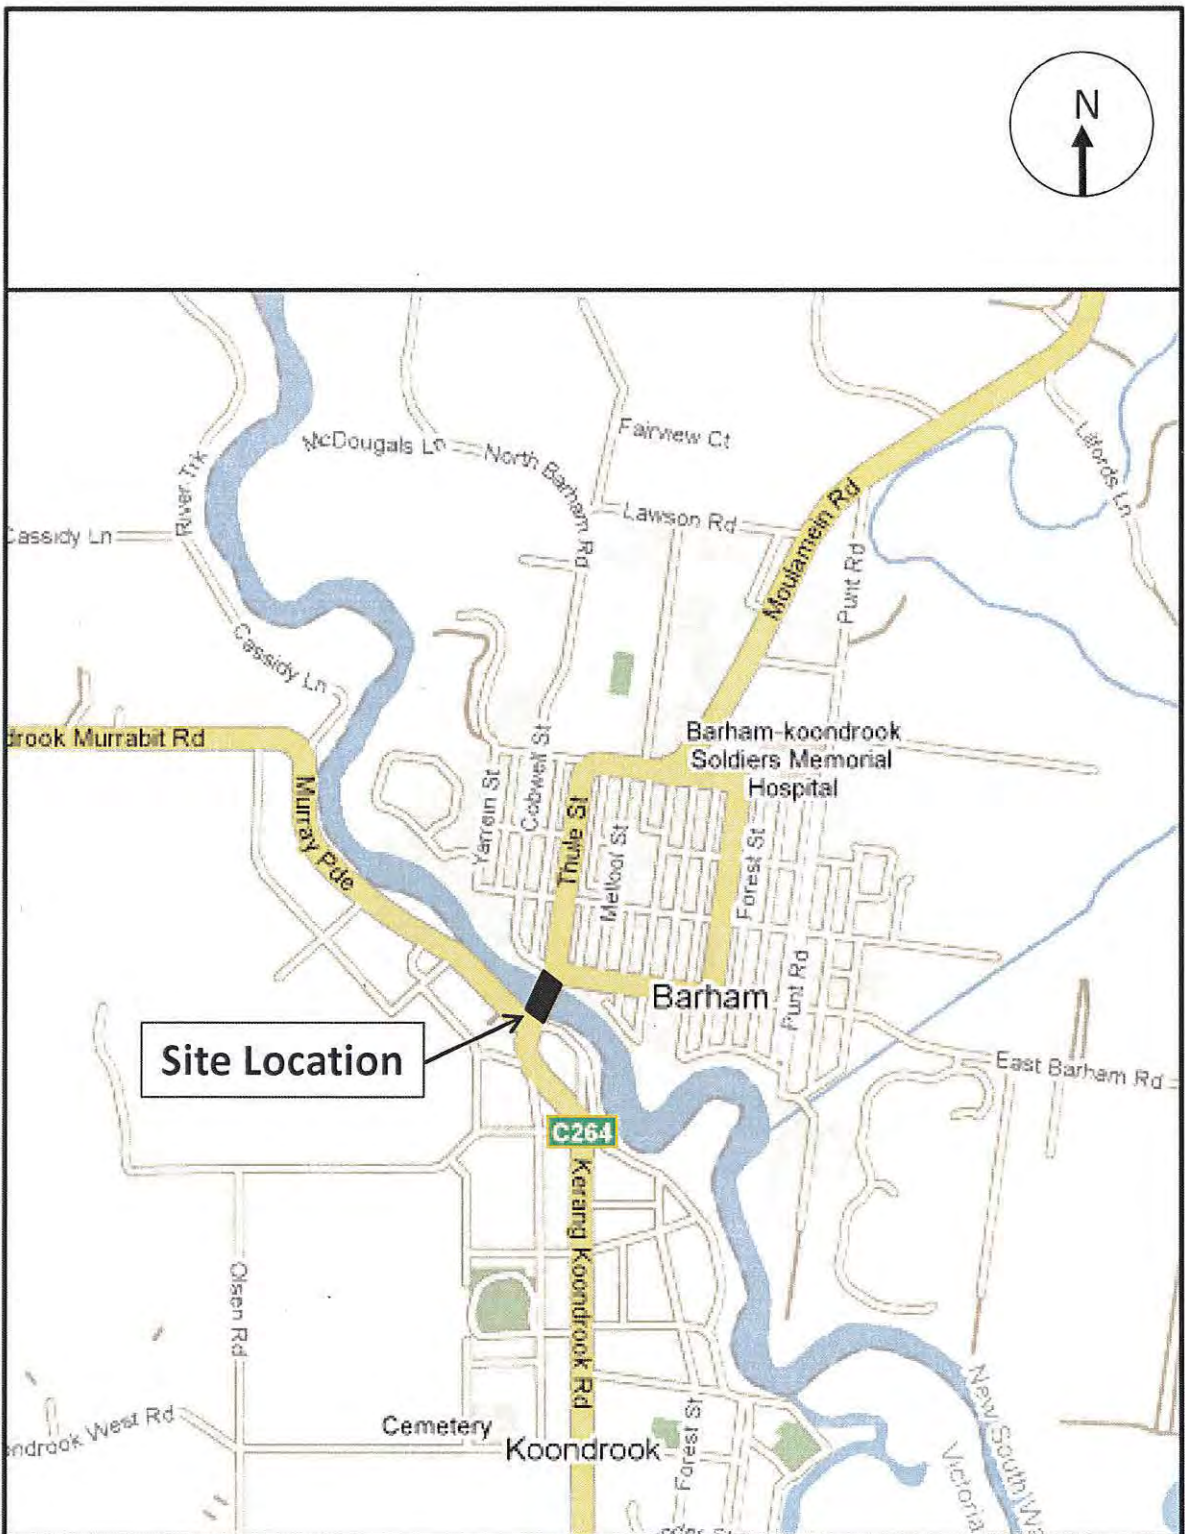 N
Fairview Ct
McDougals Ln
North Barham Rd
Lafords Ln
River Trk
Lawson Rd
Moulamein Rd
Cassidy Ln
Punt Rd
Cassidy Ln
drook Murrabit Rd
Barham-koondrook
Soldiers Memorial
Hospital
Cobwell St
Yarrein St
Murray Pde
Thule St
Melool St
Forest St
Punt Rd
Barham
Site Location
East Barham Rd
C264
Kerang Koondrook Rd
Olsen Rd
ondrook West Rd
Cemetery
Koondrook
Forest St
New South Wa
Victoria